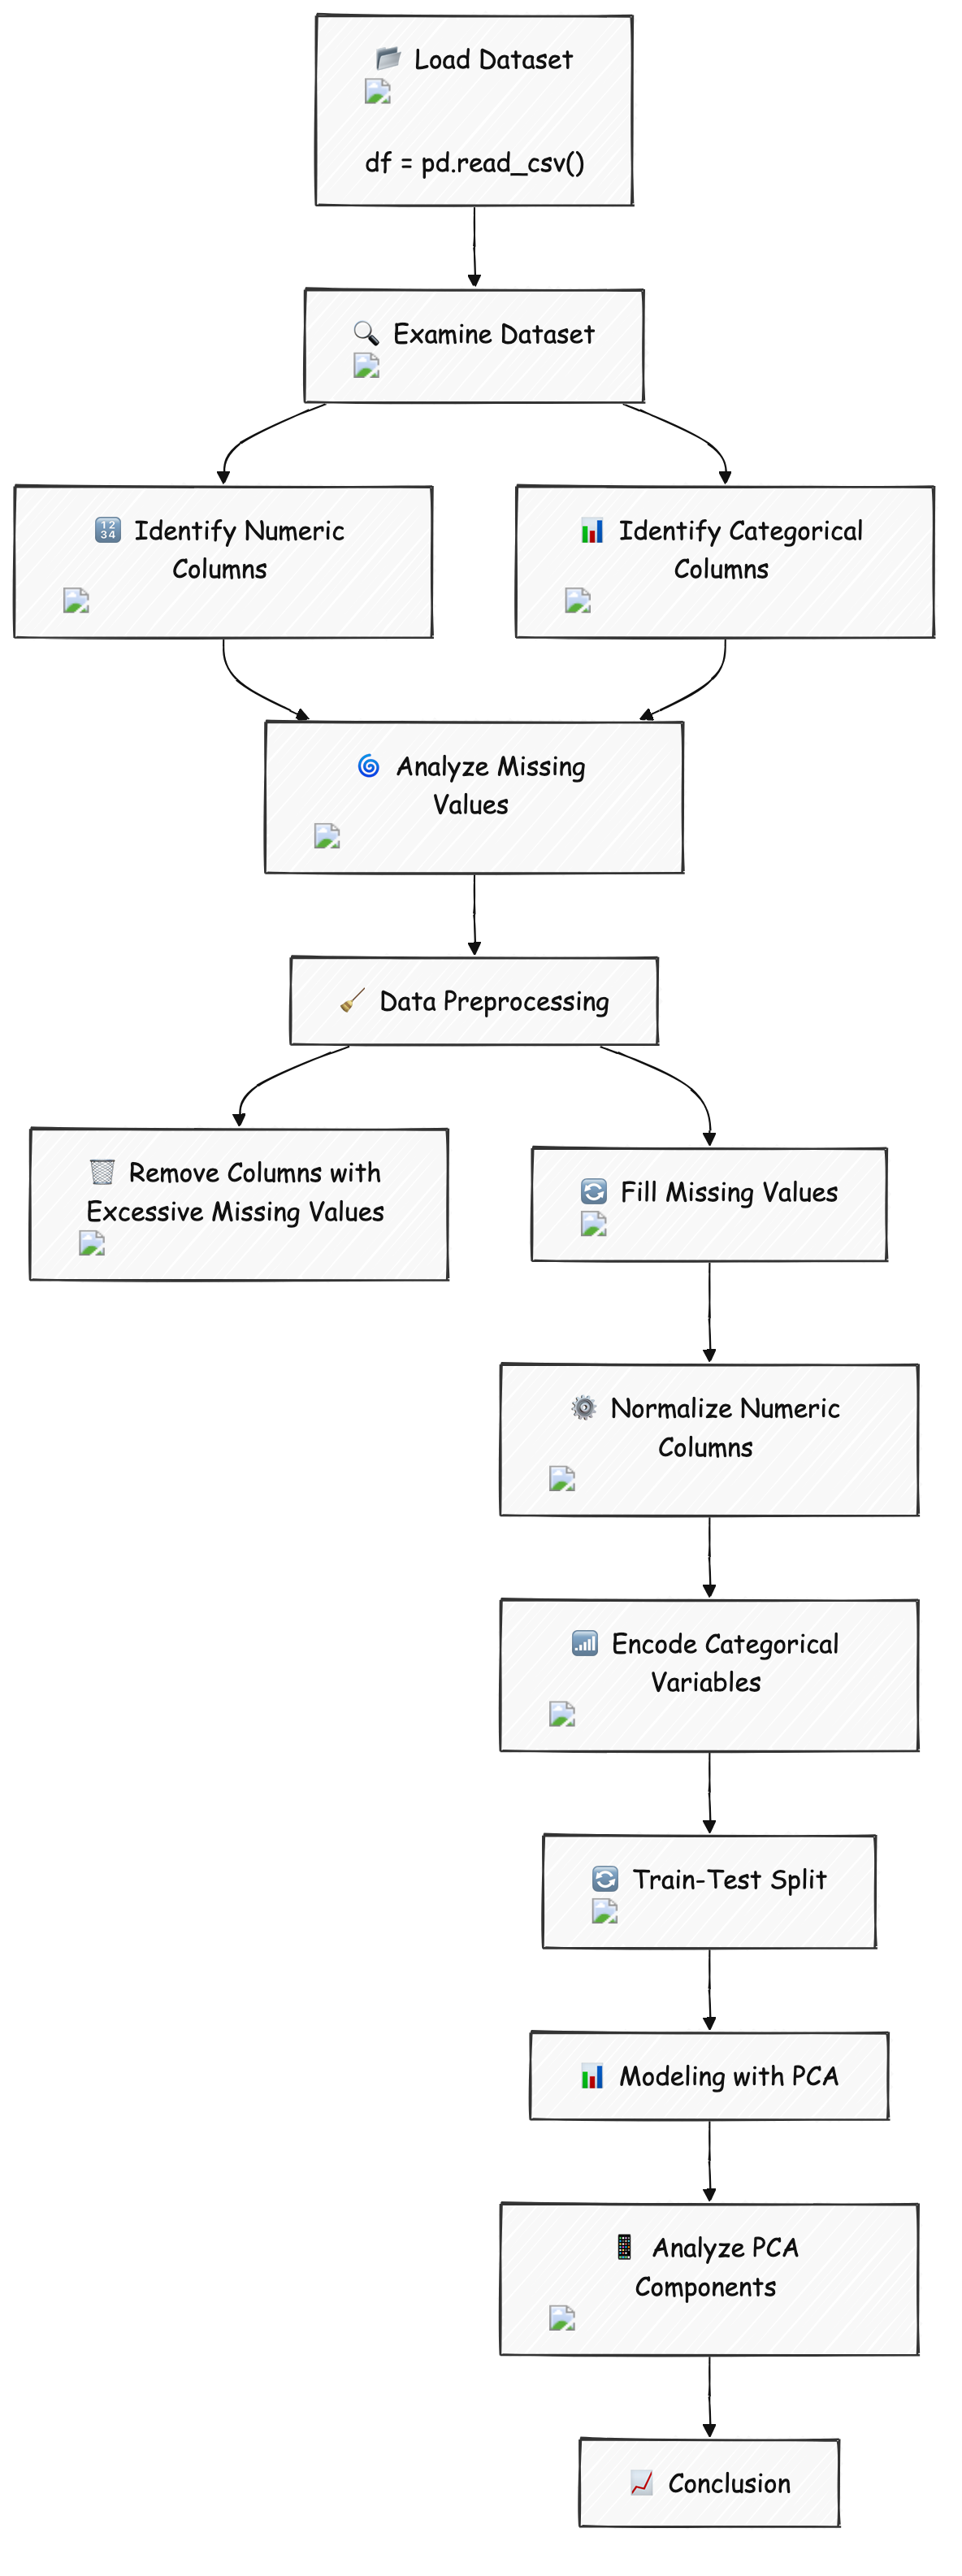 Load Dataset
df = pd.read_csv()
Examine Dataset
Identify Numeric
Columns
Identify Categorical
Columns
Analyze Missing
Values
Data Preprocessing
Remove Columns with
Excessive Missing Values
Fill Missing Values
Normalize Numeric
Columns
Encode Categorical
Variables
Train-Test Split
Modeling with PCA
Analyze PCA
Components
Conclusion